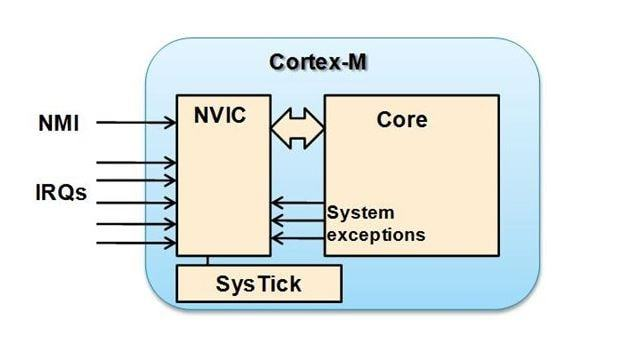 Cortex-M
NMI
NVIC
Core
IRQs
System
exceptions
SysTick